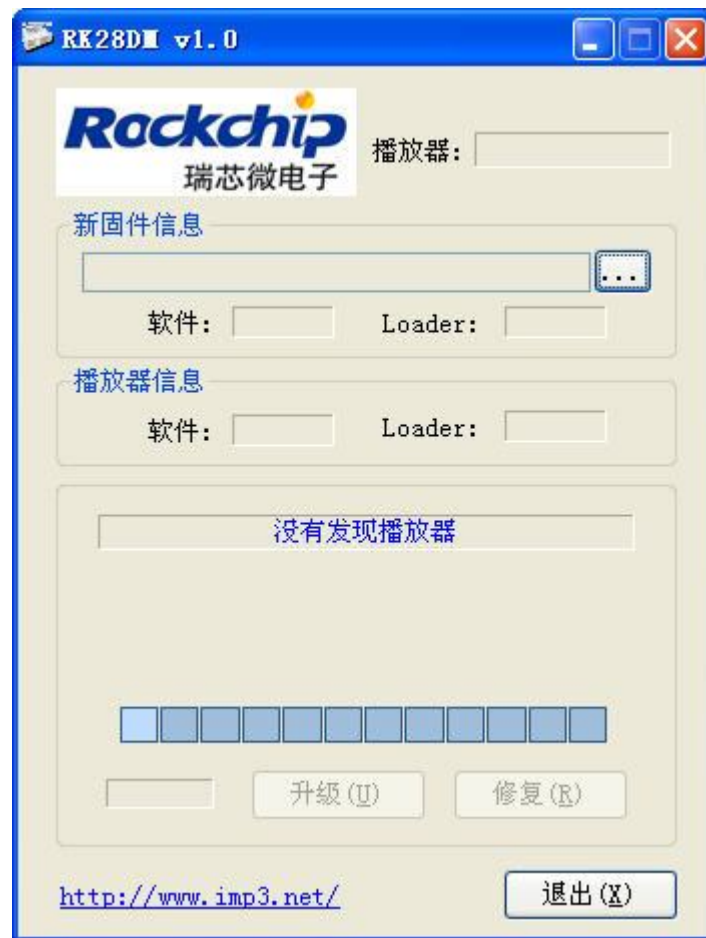 RK28DM v1.0
Rockchip
瑞芯微电子
播放器:
新固件信息
...
软件: Loader:
播放器信息
软件: Loader:
没有发现播放器
升级(U) 修复(R)
http://www.imp3.net/ 退出(X)